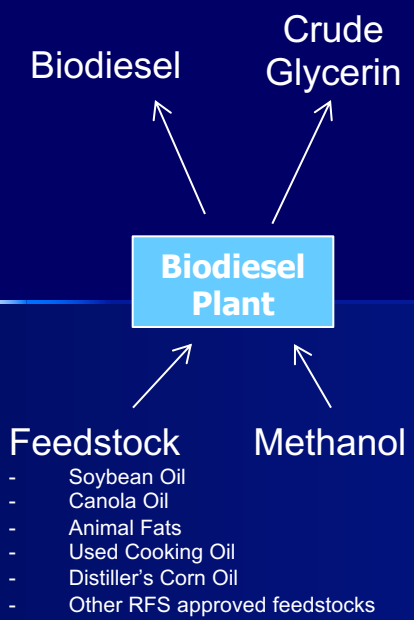 Biodiesel
Crude
Glycerin
Biodiesel
Plant
Feedstock
- Soybean Oil
- Canola Oil
- Animal Fats
- Used Cooking Oil
- Distiller's Corn Oil
- Other RFS approved feedstocks
Methanol